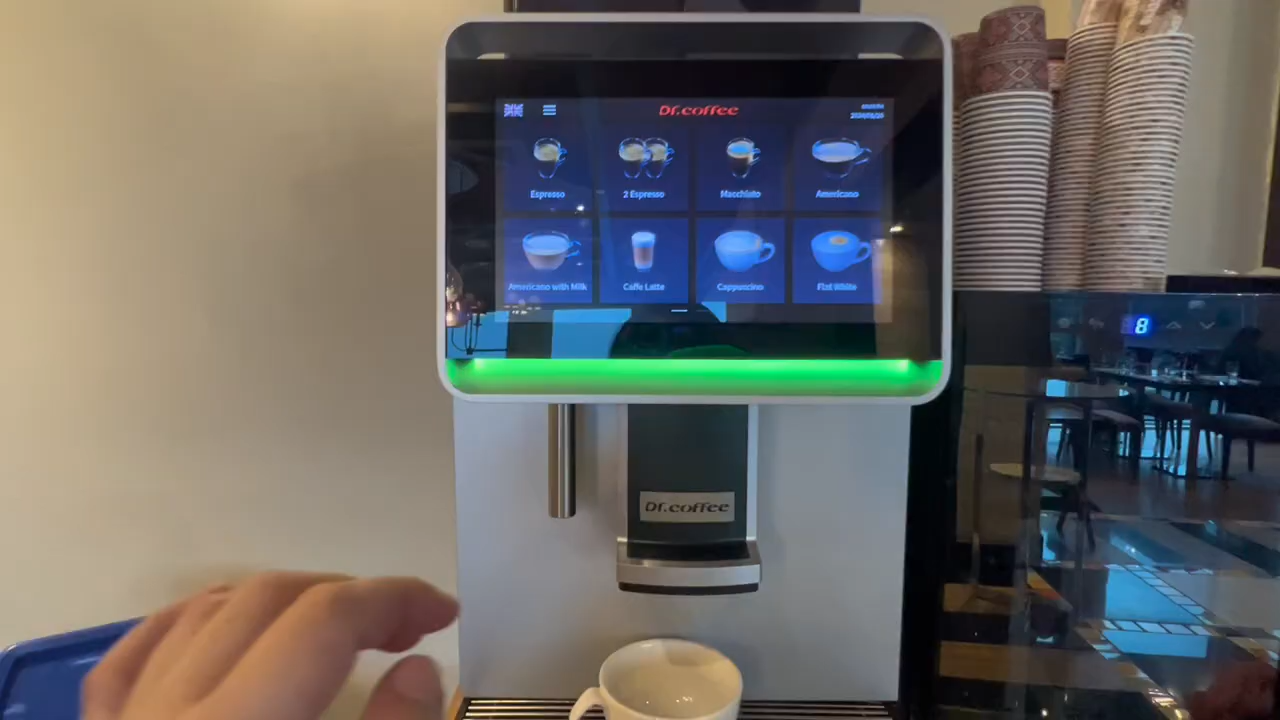 Dr.coffee
Espresso
2 Espresso
Macchiato
Americano
Americano with Milk
Caffe Latte
Cappuccino
Flat White
8
Dr.coffee